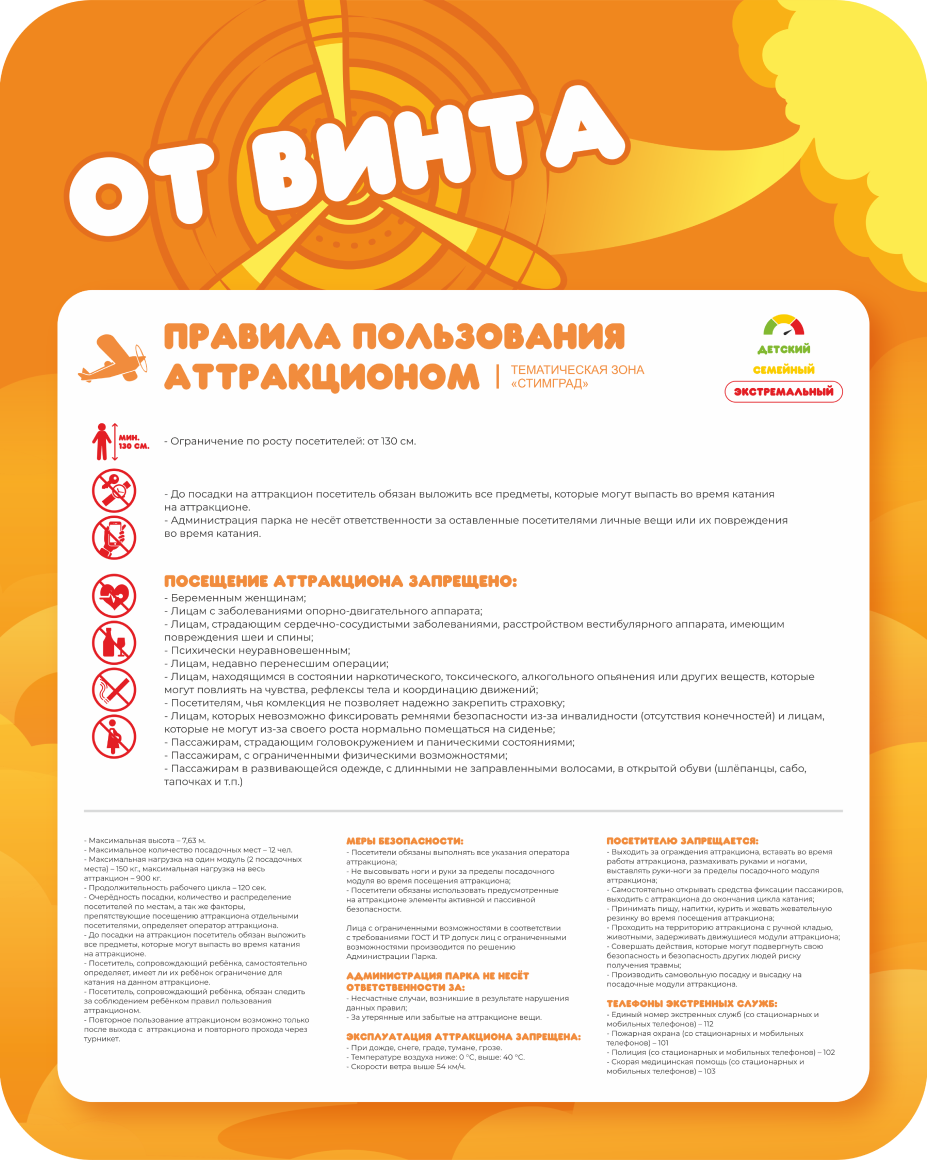 ОТ ВИНТА
ПРАВИЛА ПОЛЬЗОВАНИЯ
АТТРАКЦИОНОМ
ТЕМАТИЧЕСКАЯ ЗОНА
«СТИМГРАД»
ДЕТСКИЙ
СЕМЕЙНЫЙ
ЭКСТРЕМАЛЬНЫЙ
МИН.
130 СМ.
- Ограничение по росту посетителей: от 130 см.
- До посадки на аттракцион посетитель обязан выложить все предметы, которые могут выпасть во время катания
на аттракционе.
- Администрация парка не несёт ответственности за оставленные посетителями личные вещи или их повреждения
во время катания.
ПОСЕЩЕНИЕ АТТРАКЦИОНА ЗАПРЕЩЕНО:
- Беременным женщинам;
- Лицам с заболеваниями опорно-двигательного аппарата;
- Лицам, страдающим сердечно-сосудистыми заболеваниями, расстройством вестибулярного аппарата, имеющим
повреждения шеи и спины;
- Психически неуравновешенным;
- Лицам, недавно перенесшим операции;
- Лицам, находящимся в состоянии наркотического, токсического, алкогольного опьянения или других веществ, которые
могут повлиять на чувства, рефлексы тела и координацию движений;
- Посетителям, чья комлекция не позволяет надежно закрепить страховку;
- Лицам, которых невозможно фиксировать ремнями безопасности из-за инвалидности (отсутствия конечностей) и лицам,
которые не могут из-за своего роста нормально помещаться на сиденье;
- Пассажирам, страдающим головокружением и паническими состояниями;
- Пассажирам, с ограниченными физическими возможностями;
- Пассажирам в развивающейся одежде, с длинными не заправленными волосами, в открытой обуви (шлёпанцы, сабо,
тапочках и т.п.)
- Максимальная высота – 7,63 м.
- Максимальное количество посадочных мест – 12 чел.
- Максимальная нагрузка на один модуль (2 посадочных
места) – 150 кг., максимальная нагрузка на весь
аттракцион – 900 кг.
- Продолжительность рабочего цикла – 120 сек.
- Очерёдность посадки, количество и распределение
посетителей по местам, а так же факторы,
препятствующие посещению аттракциона отдельными
посетителями, определяет оператор аттракциона.
- До посадки на аттракцион посетитель обязан выложить
все предметы, которые могут выпасть во время катания
на аттракционе.
- Посетитель, сопровождающий ребёнка, самостоятельно
определяет, имеет ли их ребёнок ограничение для
катания на данном аттракционе.
- Посетитель, сопровождающий ребёнка, обязан следить
за соблюдением ребёнком правил пользования
аттракционом.
- Повторное пользование аттракционом возможно только
после выхода с аттракциона и повторного прохода через
турникет.
МЕРЫ БЕЗОПАСНОСТИ:
- Посетители обязаны выполнять все указания оператора
аттракциона;
- Не высовывать ноги и руки за пределы посадочного
модуля во время посещения аттракциона;
- Посетители обязаны использовать предусмотренные
на аттракционе элементы активной и пассивной
безопасности.
Лица с ограниченными возможностями в соответствии
с требованиями ГОСТ И ТР допуск лиц с ограниченными
возможностями производится по решению
Администрации Парка.
АДМИНИСТРАЦИЯ ПАРКА НЕ НЕСЁТ
ОТВЕТСТВЕННОСТИ ЗА:
- Несчастные случаи, возникшие в результате нарушения
данных правил;
- За утерянные или забытые на аттракционе вещи.
ЭКСПЛУАТАЦИЯ АТТРАКЦИОНА ЗАПРЕЩЕНА:
- При дожде, снеге, граде, тумане, грозе.
- Температуре воздуха ниже: 0 °С, выше: 40 °С.
- Скорости ветра выше 54 км/ч.
ПОСЕТИТЕЛЮ ЗАПРЕЩАЕТСЯ:
- Выходить за ограждения аттракциона, вставать во время
работы аттракциона, размахивать руками и ногами,
выставлять руки-ноги за пределы посадочного модуля
аттракциона;
- Самостоятельно открывать средства фиксации пассажиров,
выходить с аттракциона до окончания цикла катания;
- Принимать пищу, напитки, курить и жевать жевательную
резинку во время посещения аттракциона;
- Проходить на территорию аттракциона с ручной кладью,
животными, задерживать движущиеся модули аттракциона;
- Совершать действия, которые могут подвергнуть свою
безопасность и безопасность других людей риску
получения травмы;
- Производить самовольную посадку и высадку на
посадочные модули аттракциона.
ТЕЛЕФОНЫ ЭКСТРЕННЫХ СЛУЖБ:
- Единый номер экстренных служб (со стационарных и
мобильных телефонов) – 112
- Пожарная охрана (со стационарных и мобильных
телефонов) – 101
- Полиция (со стационарных и мобильных телефонов) – 102
- Скорая медицинская помощь (со стационарных и
мобильных телефонов) – 103